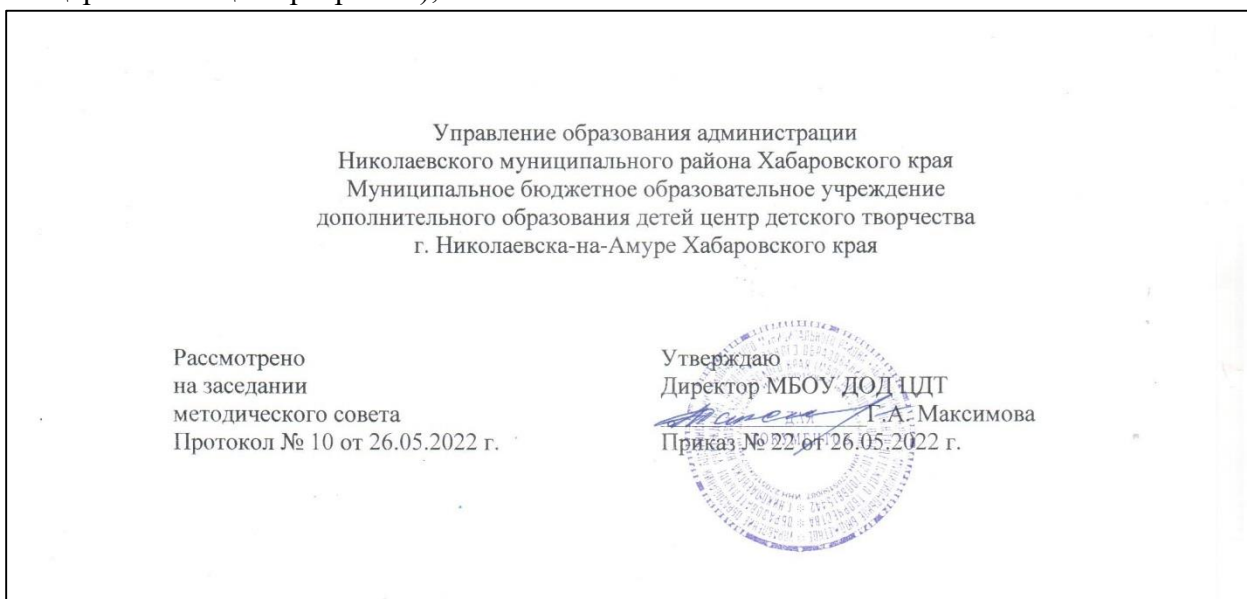 Управление образования администрации
Николаевского муниципального района Хабаровского края
Муниципальное бюджетное образовательное учреждение
дополнительного образования детей центр детского творчества
г. Николаевска-на-Амуре Хабаровского края
Рассмотрено
на заседании
методического совета
Протокол № 10 от 26.05.2022 г.
Утверждаю
Директор МБОУ ДОД ЦДТ
Г.А. Максимова
Приказ № 22 от 26.05.2022 г.